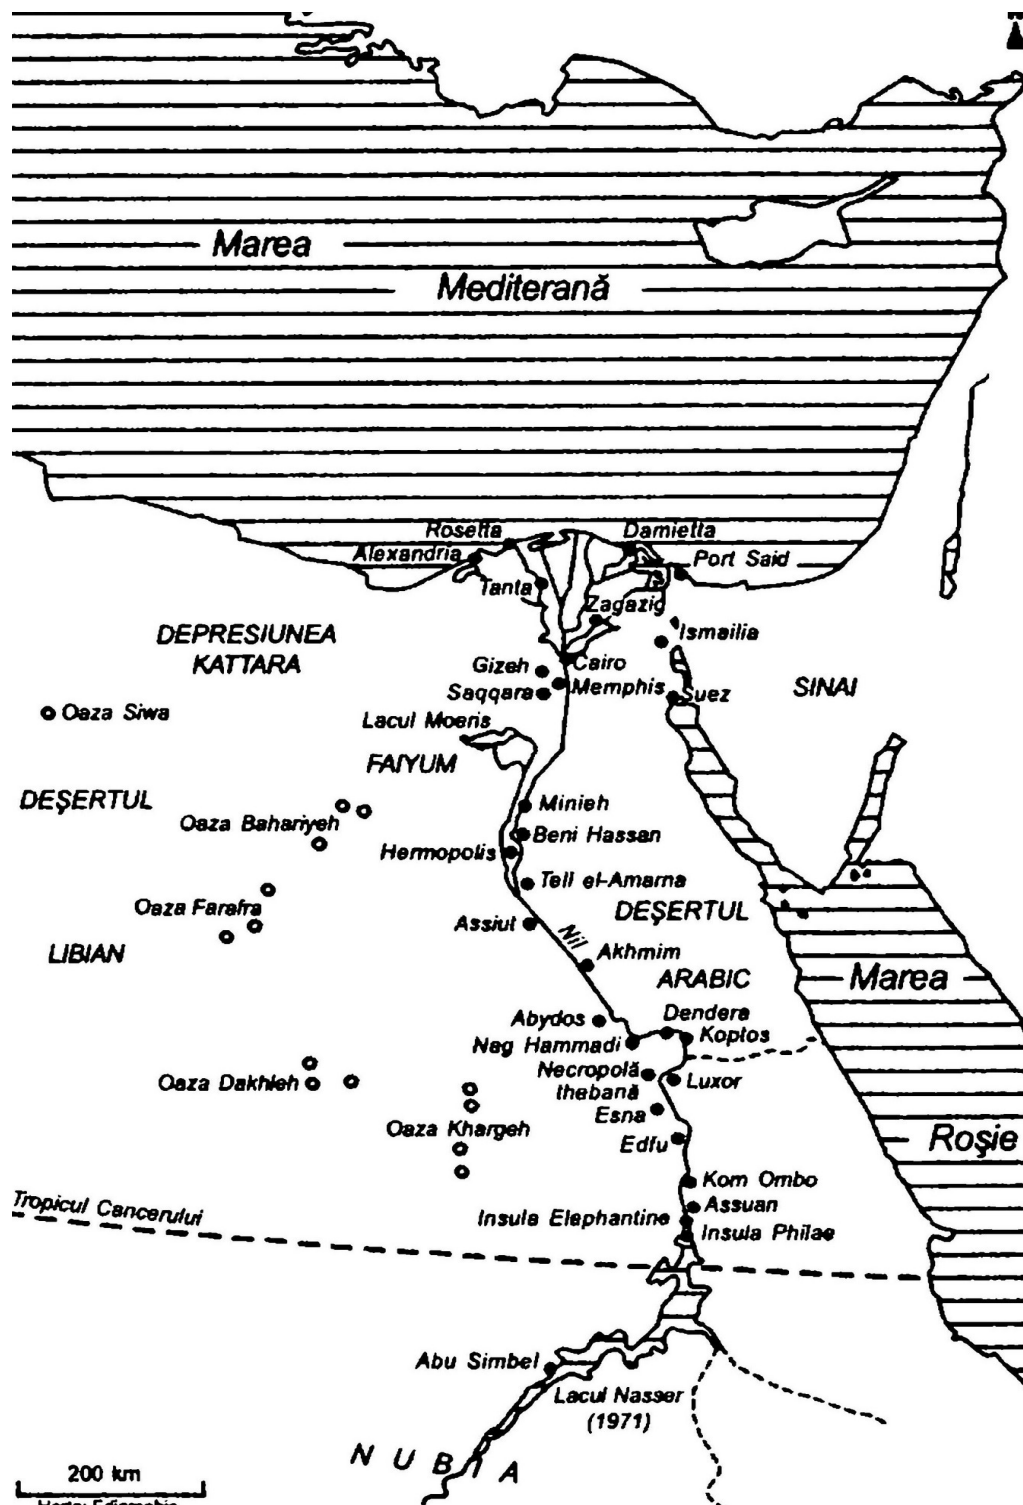 Marea
Mediterană
Rosetta
Damietta
Alexandria
Port Said
Tanta
Zagazig
DEPRESIUNEA
KATTARA
Ismailia
Gizeh
Cairo
Saqqara
Memphis
Suez
SINAI
Oaza Siwa
Lacul Moeris
FAIYUM
DEŞERTUL
Minieh
Oaza Bahariyeh
Beni Hassan
Hermopolis
Tell el-Amarna
Oaza Farafra
DEŞERTUL
Assiut
Nil
LIBIAN
Akhmim
ARABIC
Marea
Abydos
Dendera
Nag Hammadi
Koptos
Oaza Dakhleh
Necropolă
thebană
Luxor
Esna
Oaza Khargeh
Edfu
Roşie
Kom Ombo
Tropicul Cancerului
Assuan
Insula Elephantine
Insula Philae
Abu Simbel
Lacul Nasser
(1971)
NUBIA
200 km